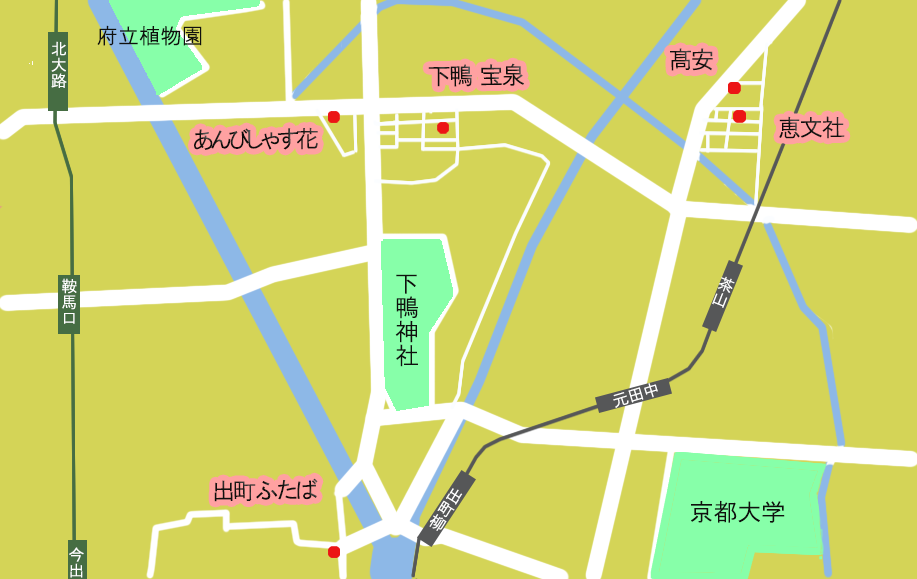 府立植物園
北大路
下鴨 宝泉
髙安
あんびしゃす花
恵文社
鞍馬口
下鴨神社
茶山
元田中
出町ふたば
出町柳
京都大学
今出